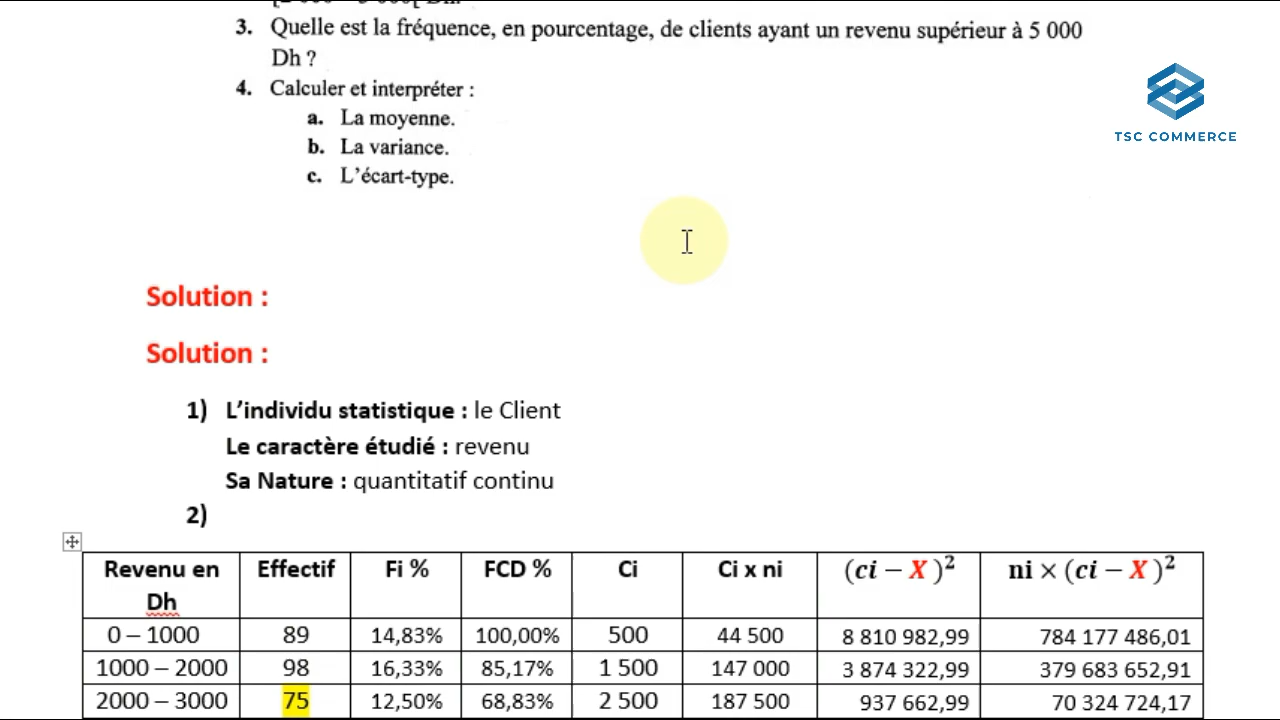 3. Quelle est la fréquence, en pourcentage, de clients ayant un revenu supérieur à 5 000
Dh ?
4. Calculer et interpréter :
a. La moyenne.
b. La variance.
c. L'écart-type.
TSC COMMERCE
Solution :
Solution :
1) L'individu statistique : le Client
Le caractère étudié : revenu
Sa Nature : quantitatif continu
2)
Revenu en Dh Effectif Fi % FCD % Ci Ci x ni (ci – X )² ni × (ci – X )²
0 – 1000 89 14,83% 100,00% 500 44 500 8 810 982,99 784 177 486,01
1000 – 2000 98 16,33% 85,17% 1 500 147 000 3 874 322,99 379 683 652,91
2000 – 3000 75 12,50% 68,83% 2 500 187 500 937 662,99 70 324 724,17